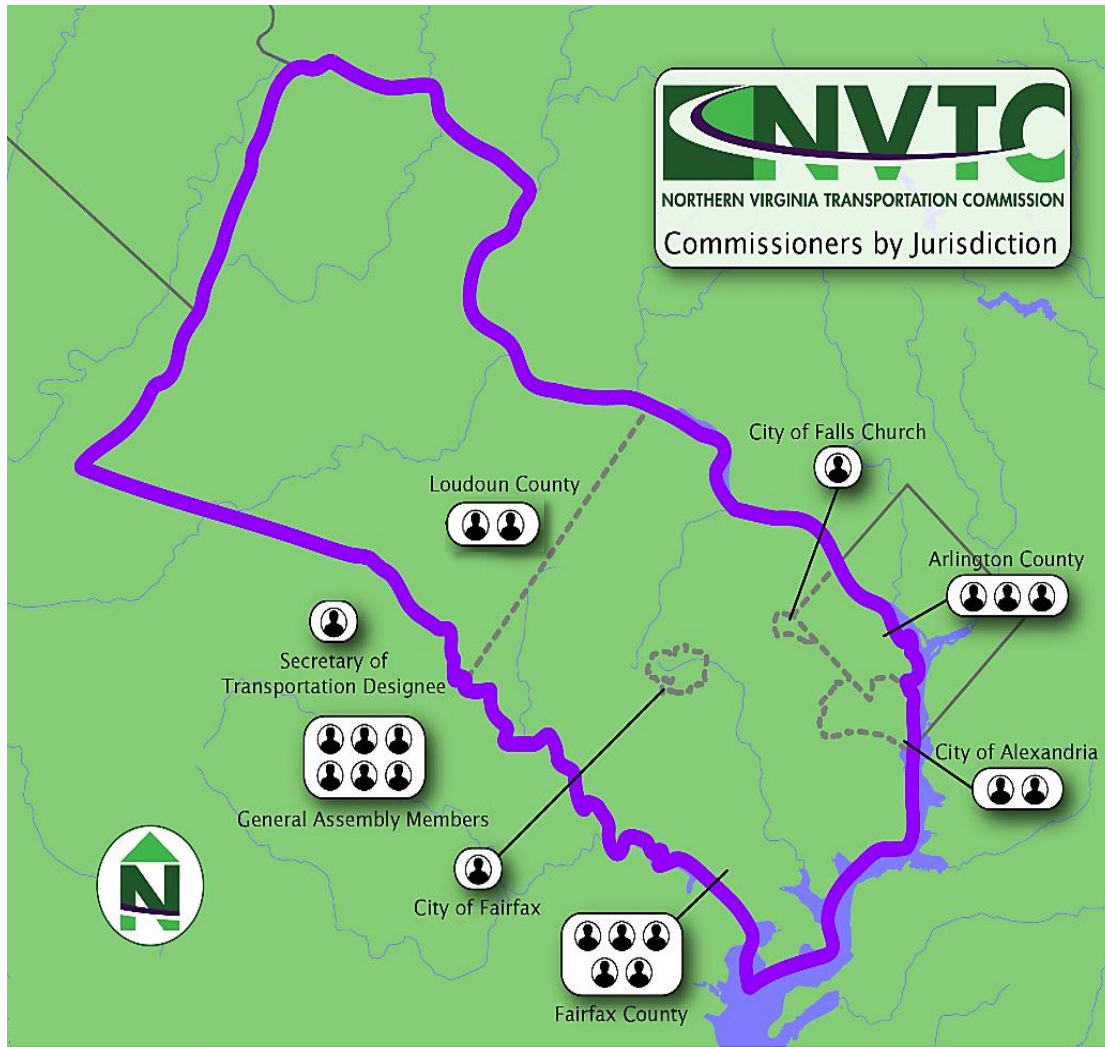 NVTC
NORTHERN VIRGINIA TRANSPORTATION COMMISSION
Commissioners by Jurisdiction
City of Falls Church
Loudoun County
Arlington County
Secretary of
Transportation Designee
City of Alexandria
General Assembly Members
City of Fairfax
N
Fairfax County